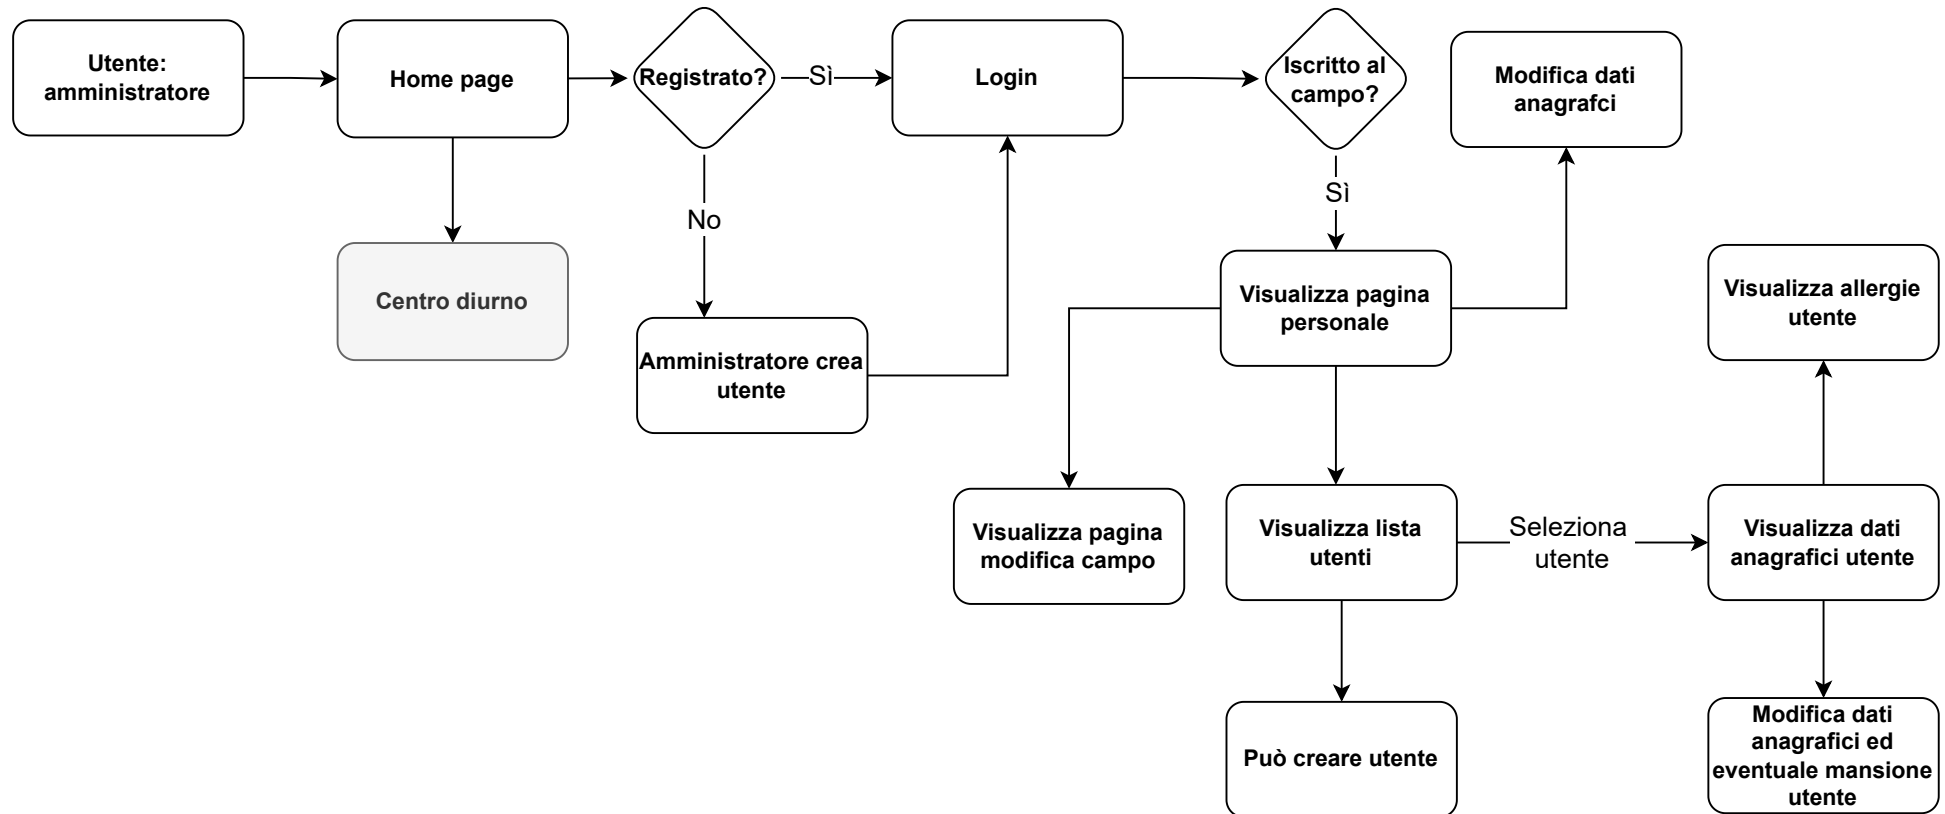 Utente:
amministratore
Home page
Registrato?
Sì
Login
Iscritto al
campo?
Modifica dati
anagrafci
No
Sì
Centro diurno
Amministratore crea
utente
Visualizza pagina
personale
Visualizza allergie
utente
Visualizza pagina
modifica campo
Visualizza lista
utenti
Seleziona
utente
Visualizza dati
anagrafici utente
Può creare utente
Modifica dati
anagrafici ed
eventuale mansione
utente